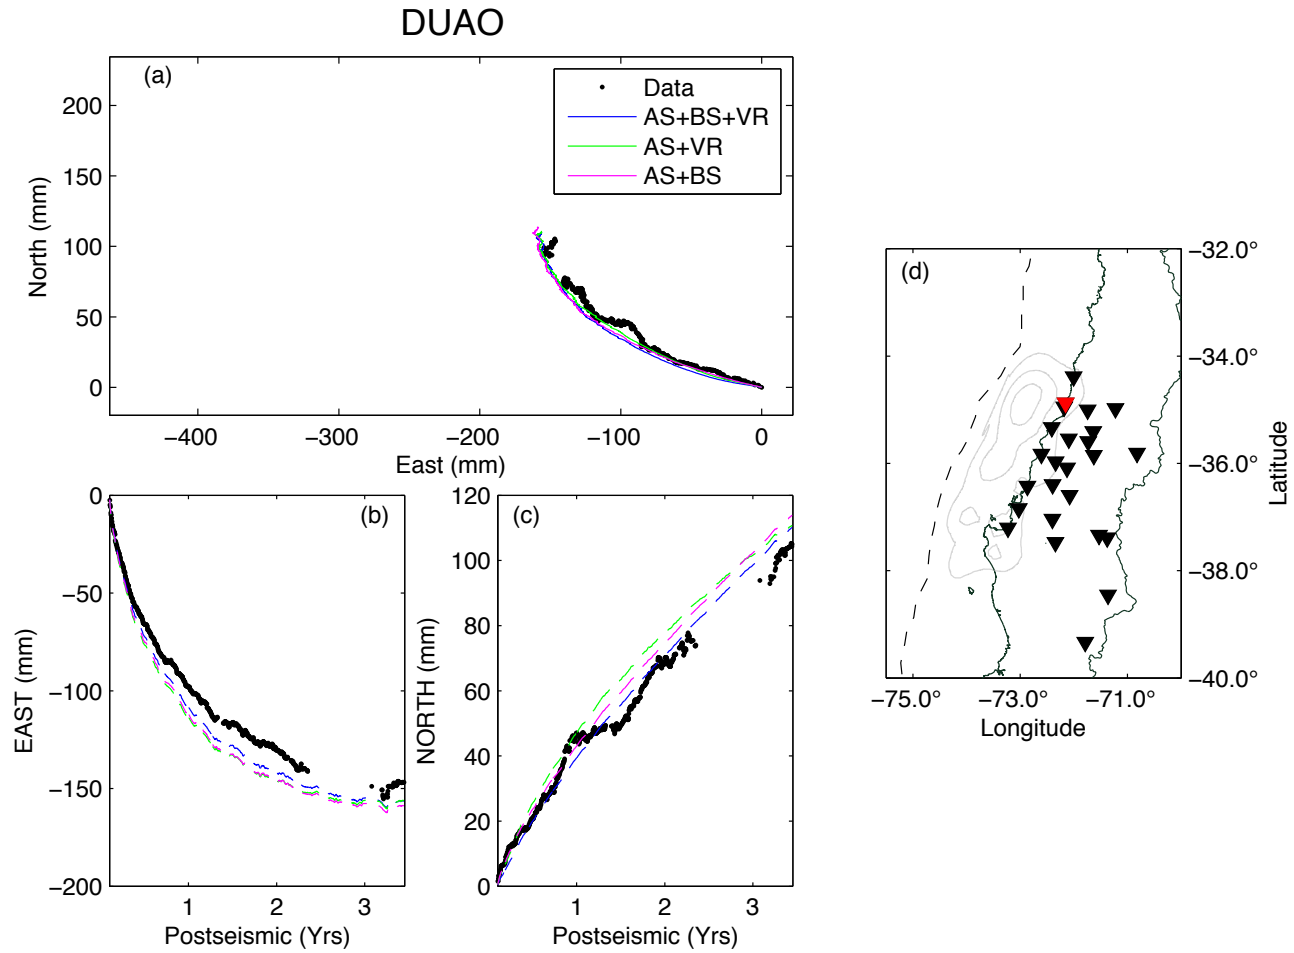 DUAO
(a)
Data
AS+BS+VR
AS+VR
AS+BS
200
150
100
50
0
North (mm)
−400
−300
−200
−100
0
East (mm)
(b)
0
−50
−100
−150
−200
EAST (mm)
1
2
3
Postseismic (Yrs)
(c)
120
100
80
60
40
20
0
NORTH (mm)
1
2
3
Postseismic (Yrs)
(d)
−32.0°
−34.0°
−36.0°
−38.0°
−40.0°
Latitude
−75.0°
−73.0°
−71.0°
Longitude